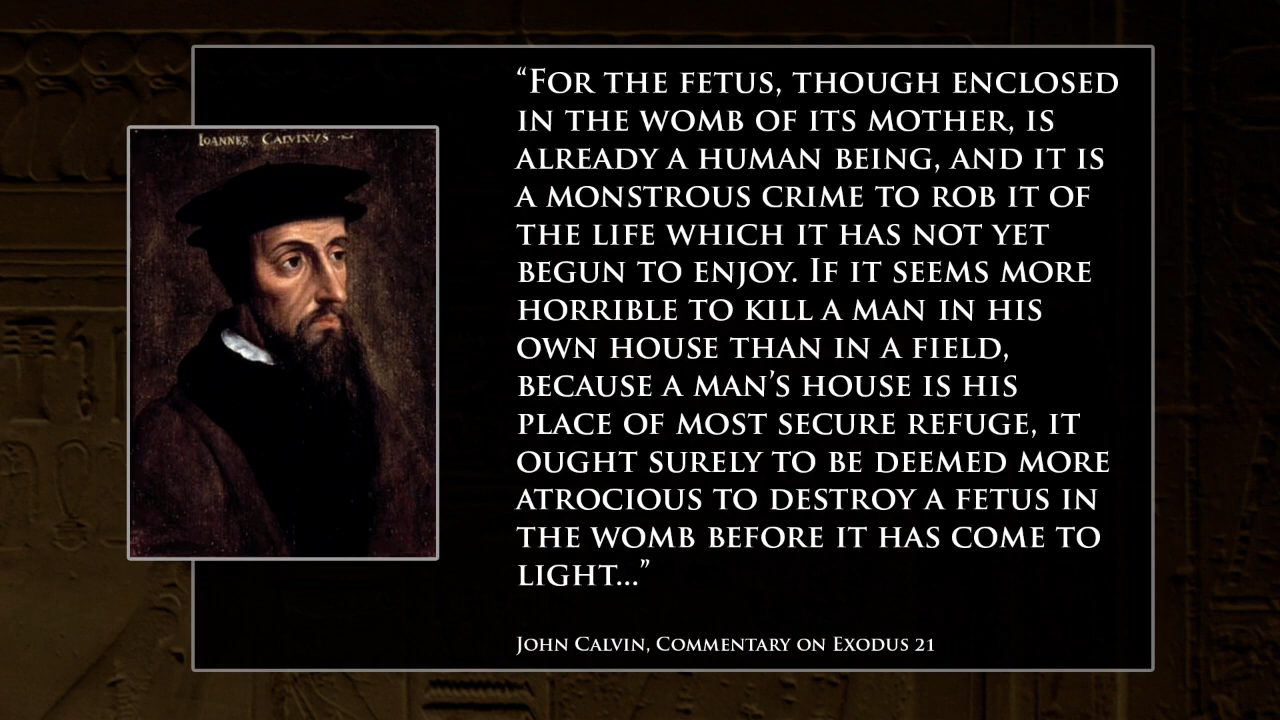 IOANNES CALVINVS
“FOR THE FETUS, THOUGH ENCLOSED
IN THE WOMB OF ITS MOTHER, IS
ALREADY A HUMAN BEING, AND IT IS
A MONSTROUS CRIME TO ROB IT OF
THE LIFE WHICH IT HAS NOT YET
BEGUN TO ENJOY. IF IT SEEMS MORE
HORRIBLE TO KILL A MAN IN HIS
OWN HOUSE THAN IN A FIELD,
BECAUSE A MAN’S HOUSE IS HIS
PLACE OF MOST SECURE REFUGE, IT
OUGHT SURELY TO BE DEEMED MORE
ATROCIOUS TO DESTROY A FETUS IN
THE WOMB BEFORE IT HAS COME TO
LIGHT...”
JOHN CALVIN, COMMENTARY ON EXODUS 21